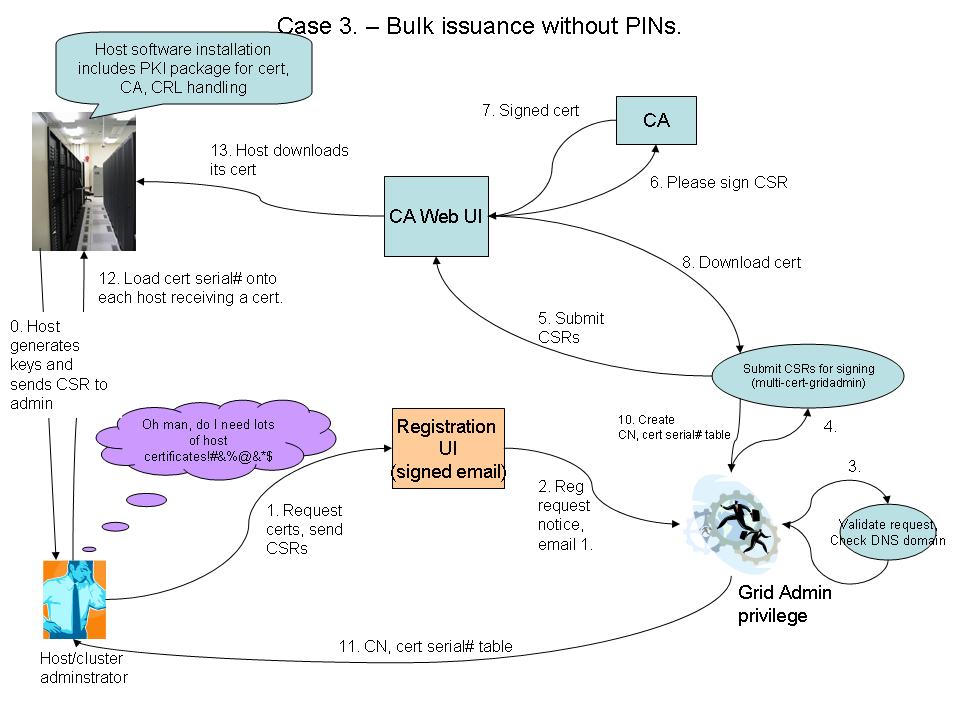 Case 3. – Bulk issuance without PINs.
Host software installation
includes PKI package for cert,
CA, CRL handling
7. Signed cert
CA
13. Host downloads
its cert
6. Please sign CSR
CA Web UI
8. Download cert
12. Load cert serial# onto
each host receiving a cert.
5. Submit
CSRs
0. Host
generates
keys and
sends CSR to
admin
Submit CSRs for signing
(multi-cert-gridadmin)
Oh man, do I need lots
of host
certificates!#&%@&*$
Registration
UI
(signed email)
10. Create
CN, cert serial# table
4.
3.
1. Request
certs, send
CSRs
2. Reg
request
notice,
email 1.
Validate request,
Check DNS domain
Grid Admin
privilege
11. CN, cert serial# table
Host/cluster
adminstrator